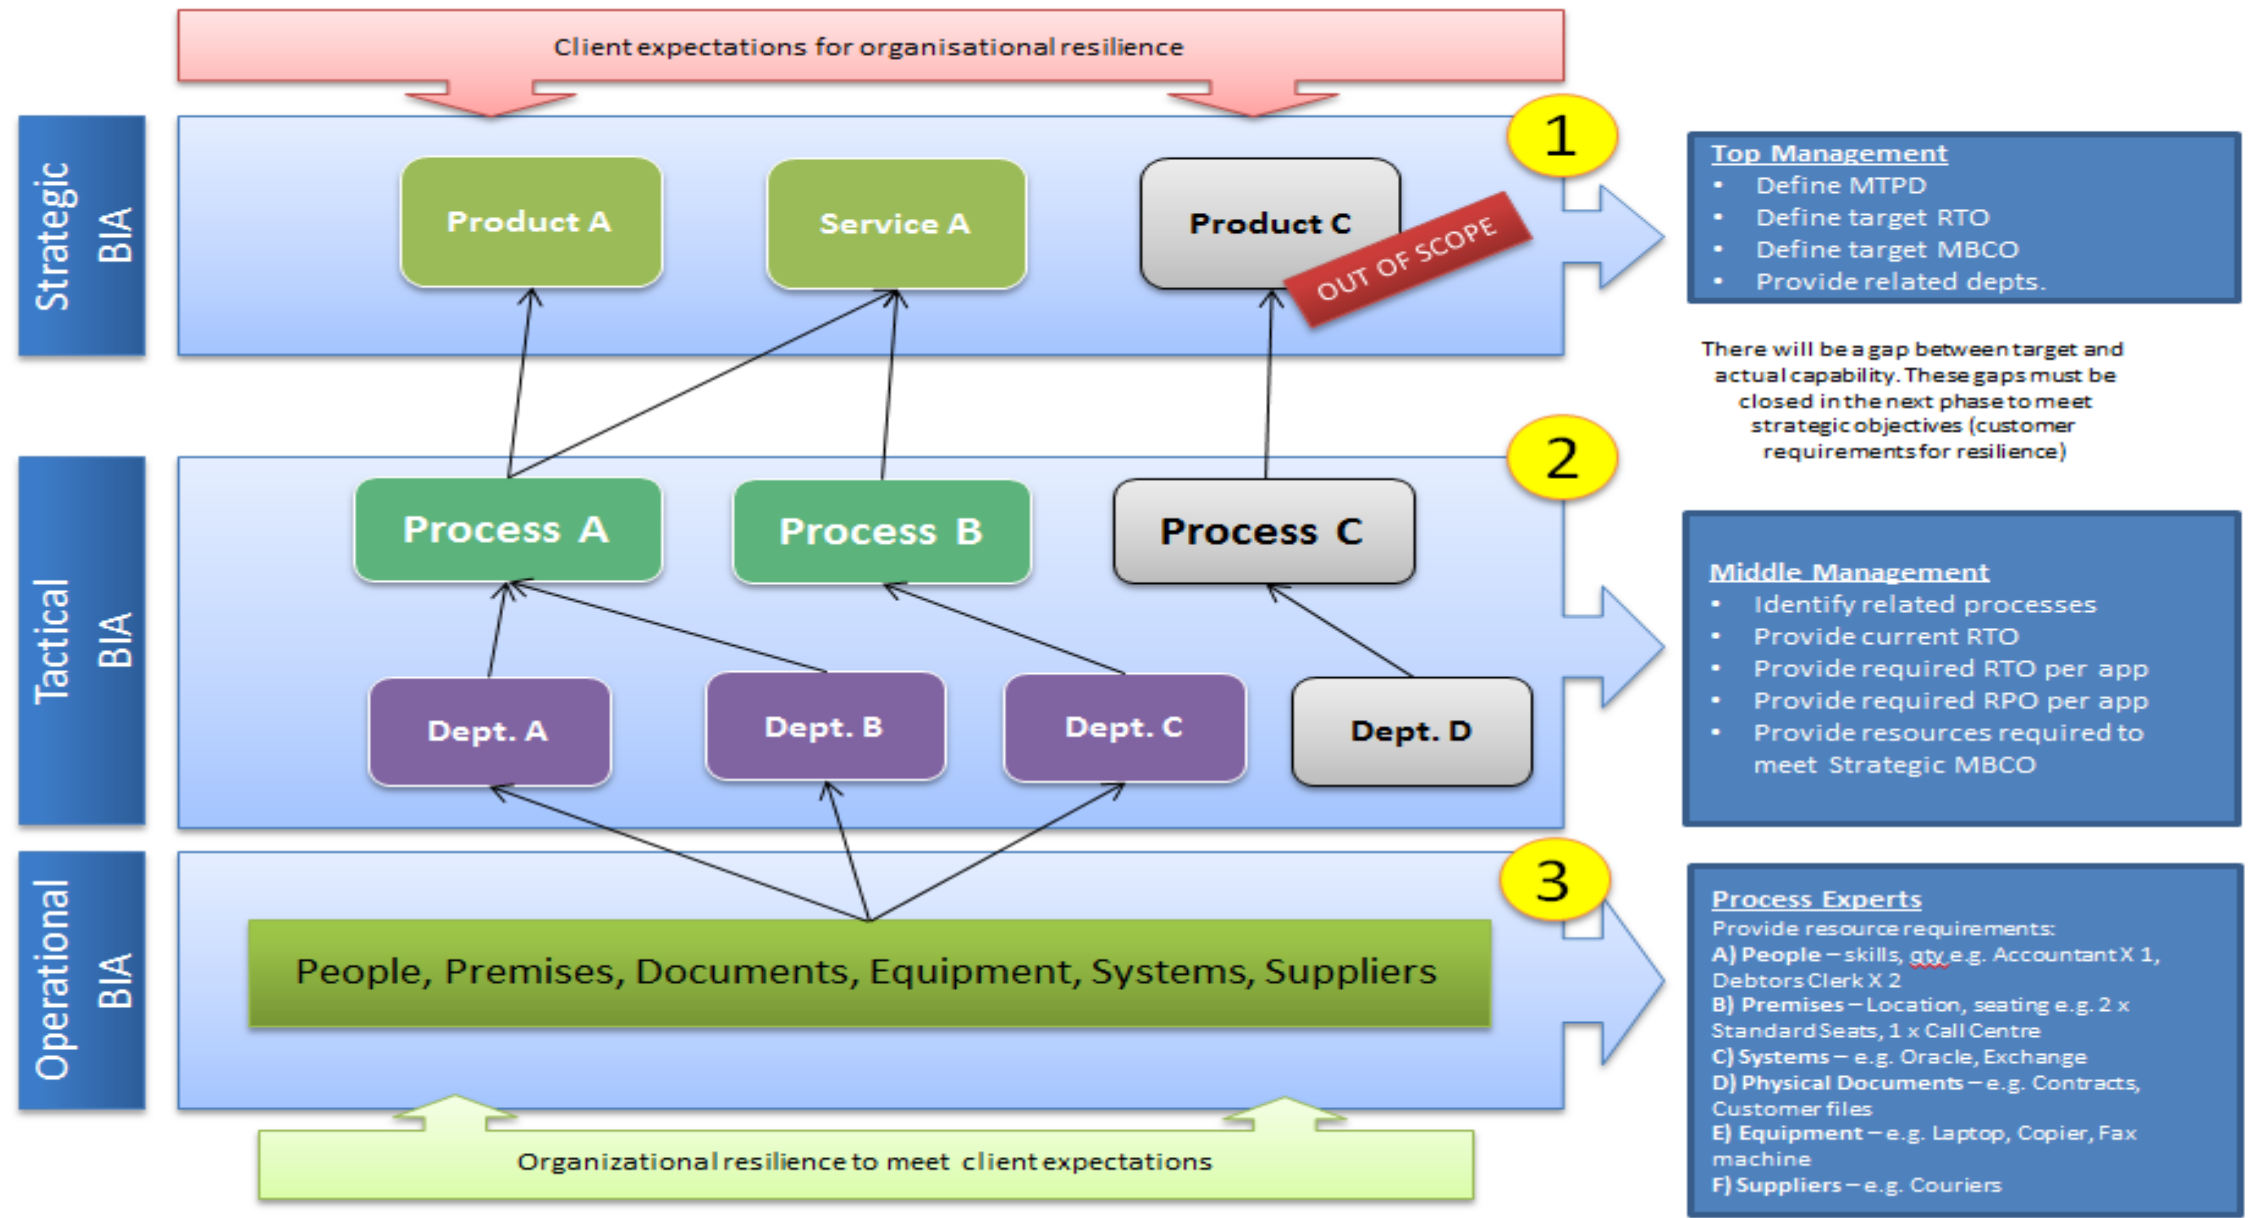 Client expectations for organisational resilience
Strategic
BIA
Product A
Service A
Product C
OUT OF SCOPE
1
Top Management
• Define MTPD
• Define target RTO
• Define target MBCO
• Provide related depts.
There will be a gap between target and
actual capability. These gaps must be
closed in the next phase to meet
strategic objectives (customer
requirements for resilience)
Tactical
BIA
2
Process A
Process B
Process C
Dept. A
Dept. B
Dept. C
Dept. D
Middle Management
• Identify related processes
• Provide current RTO
• Provide required RTO per app
• Provide required RPO per app
• Provide resources required to
meet Strategic MBCO
Operational
BIA
3
People, Premises, Documents, Equipment, Systems, Suppliers
Process Experts
Provide resource requirements:
A) People – skills, qty e.g. Accountant X 1,
Debtors Clerk X 2
B) Premises – Location, seating e.g. 2 x
Standard Seats, 1 x Call Centre
C) Systems – e.g. Oracle, Exchange
D) Physical Documents – e.g. Contracts,
Customer files
E) Equipment – e.g. Laptop, Copier, Fax
machine
F) Suppliers – e.g. Couriers
Organizational resilience to meet client expectations